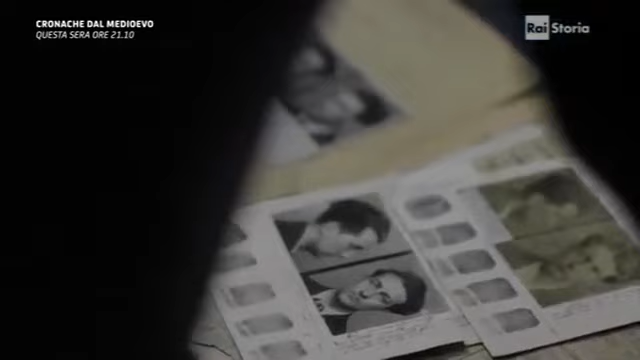 CRONACHE DAL MEDIOEVO
QUESTA SERA ORE 21.10
Rai Storia